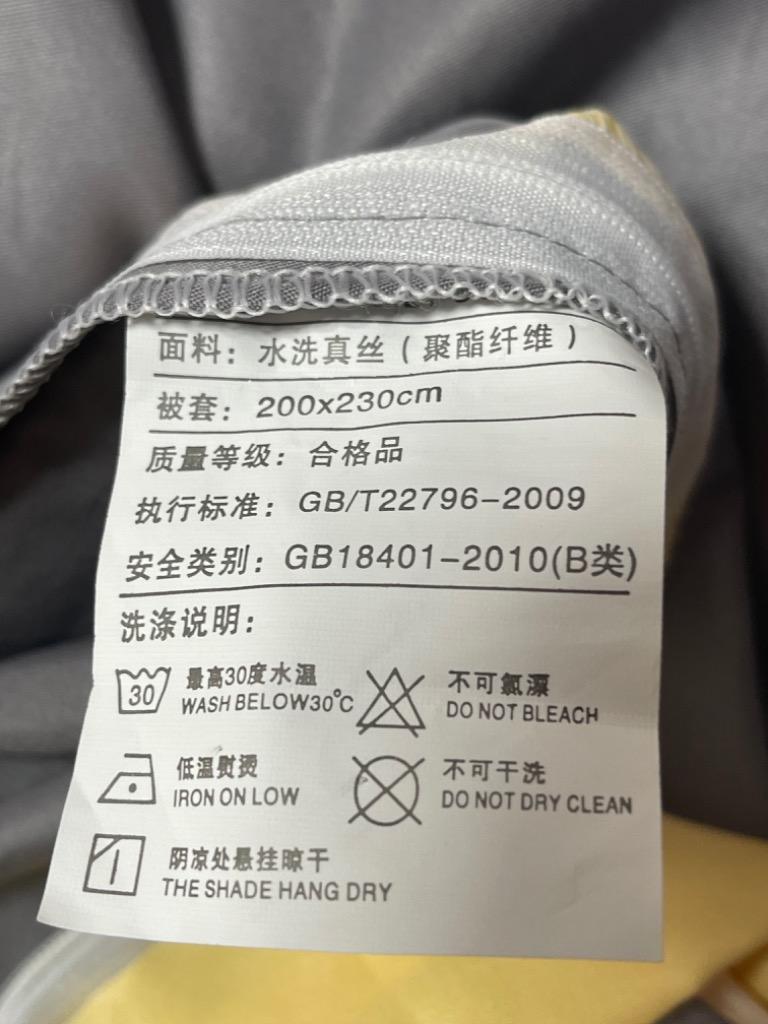 面料：水洗真丝（聚酯纤维）
被套：200x230cm
质量等级：合格品
执行标准：GB/T22796-2009
安全类别：GB18401-2010(B类)
洗涤说明：
30 最高30度水温
WASH BELOW30°C
不可氯漂
DO NOT BLEACH
低温熨烫
IRON ON LOW
不可干洗
DO NOT DRY CLEAN
阴凉处悬挂晾干
THE SHADE HANG DRY